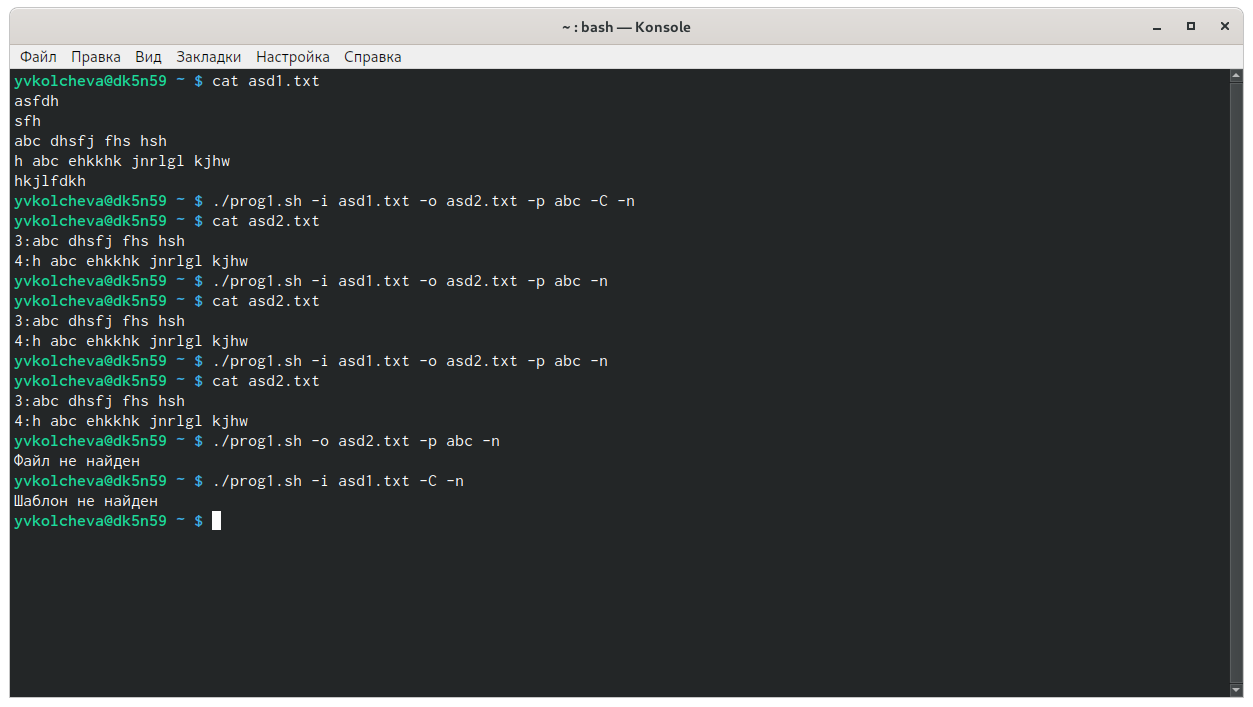 ~ : bash — Konsole
Файл Правка Вид Закладки Настройка Справка
yvkolcheva@dk5n59 ~ $ cat asd1.txt
asfdh
sfh
abc dhsfj fhs hsh
h abc ehkkhk jnrlgl kjhw
hkjlfdkh
yvkolcheva@dk5n59 ~ $ ./prog1.sh -i asd1.txt -o asd2.txt -p abc -C -n
yvkolcheva@dk5n59 ~ $ cat asd2.txt
3:abc dhsfj fhs hsh
4:h abc ehkkhk jnrlgl kjhw
yvkolcheva@dk5n59 ~ $ ./prog1.sh -i asd1.txt -o asd2.txt -p abc -n
yvkolcheva@dk5n59 ~ $ cat asd2.txt
3:abc dhsfj fhs hsh
4:h abc ehkkhk jnrlgl kjhw
yvkolcheva@dk5n59 ~ $ ./prog1.sh -i asd1.txt -o asd2.txt -p abc -n
yvkolcheva@dk5n59 ~ $ cat asd2.txt
3:abc dhsfj fhs hsh
4:h abc ehkkhk jnrlgl kjhw
yvkolcheva@dk5n59 ~ $ ./prog1.sh -o asd2.txt -p abc -n
Файл не найден
yvkolcheva@dk5n59 ~ $ ./prog1.sh -i asd1.txt -C -n
Шаблон не найден
yvkolcheva@dk5n59 ~ $